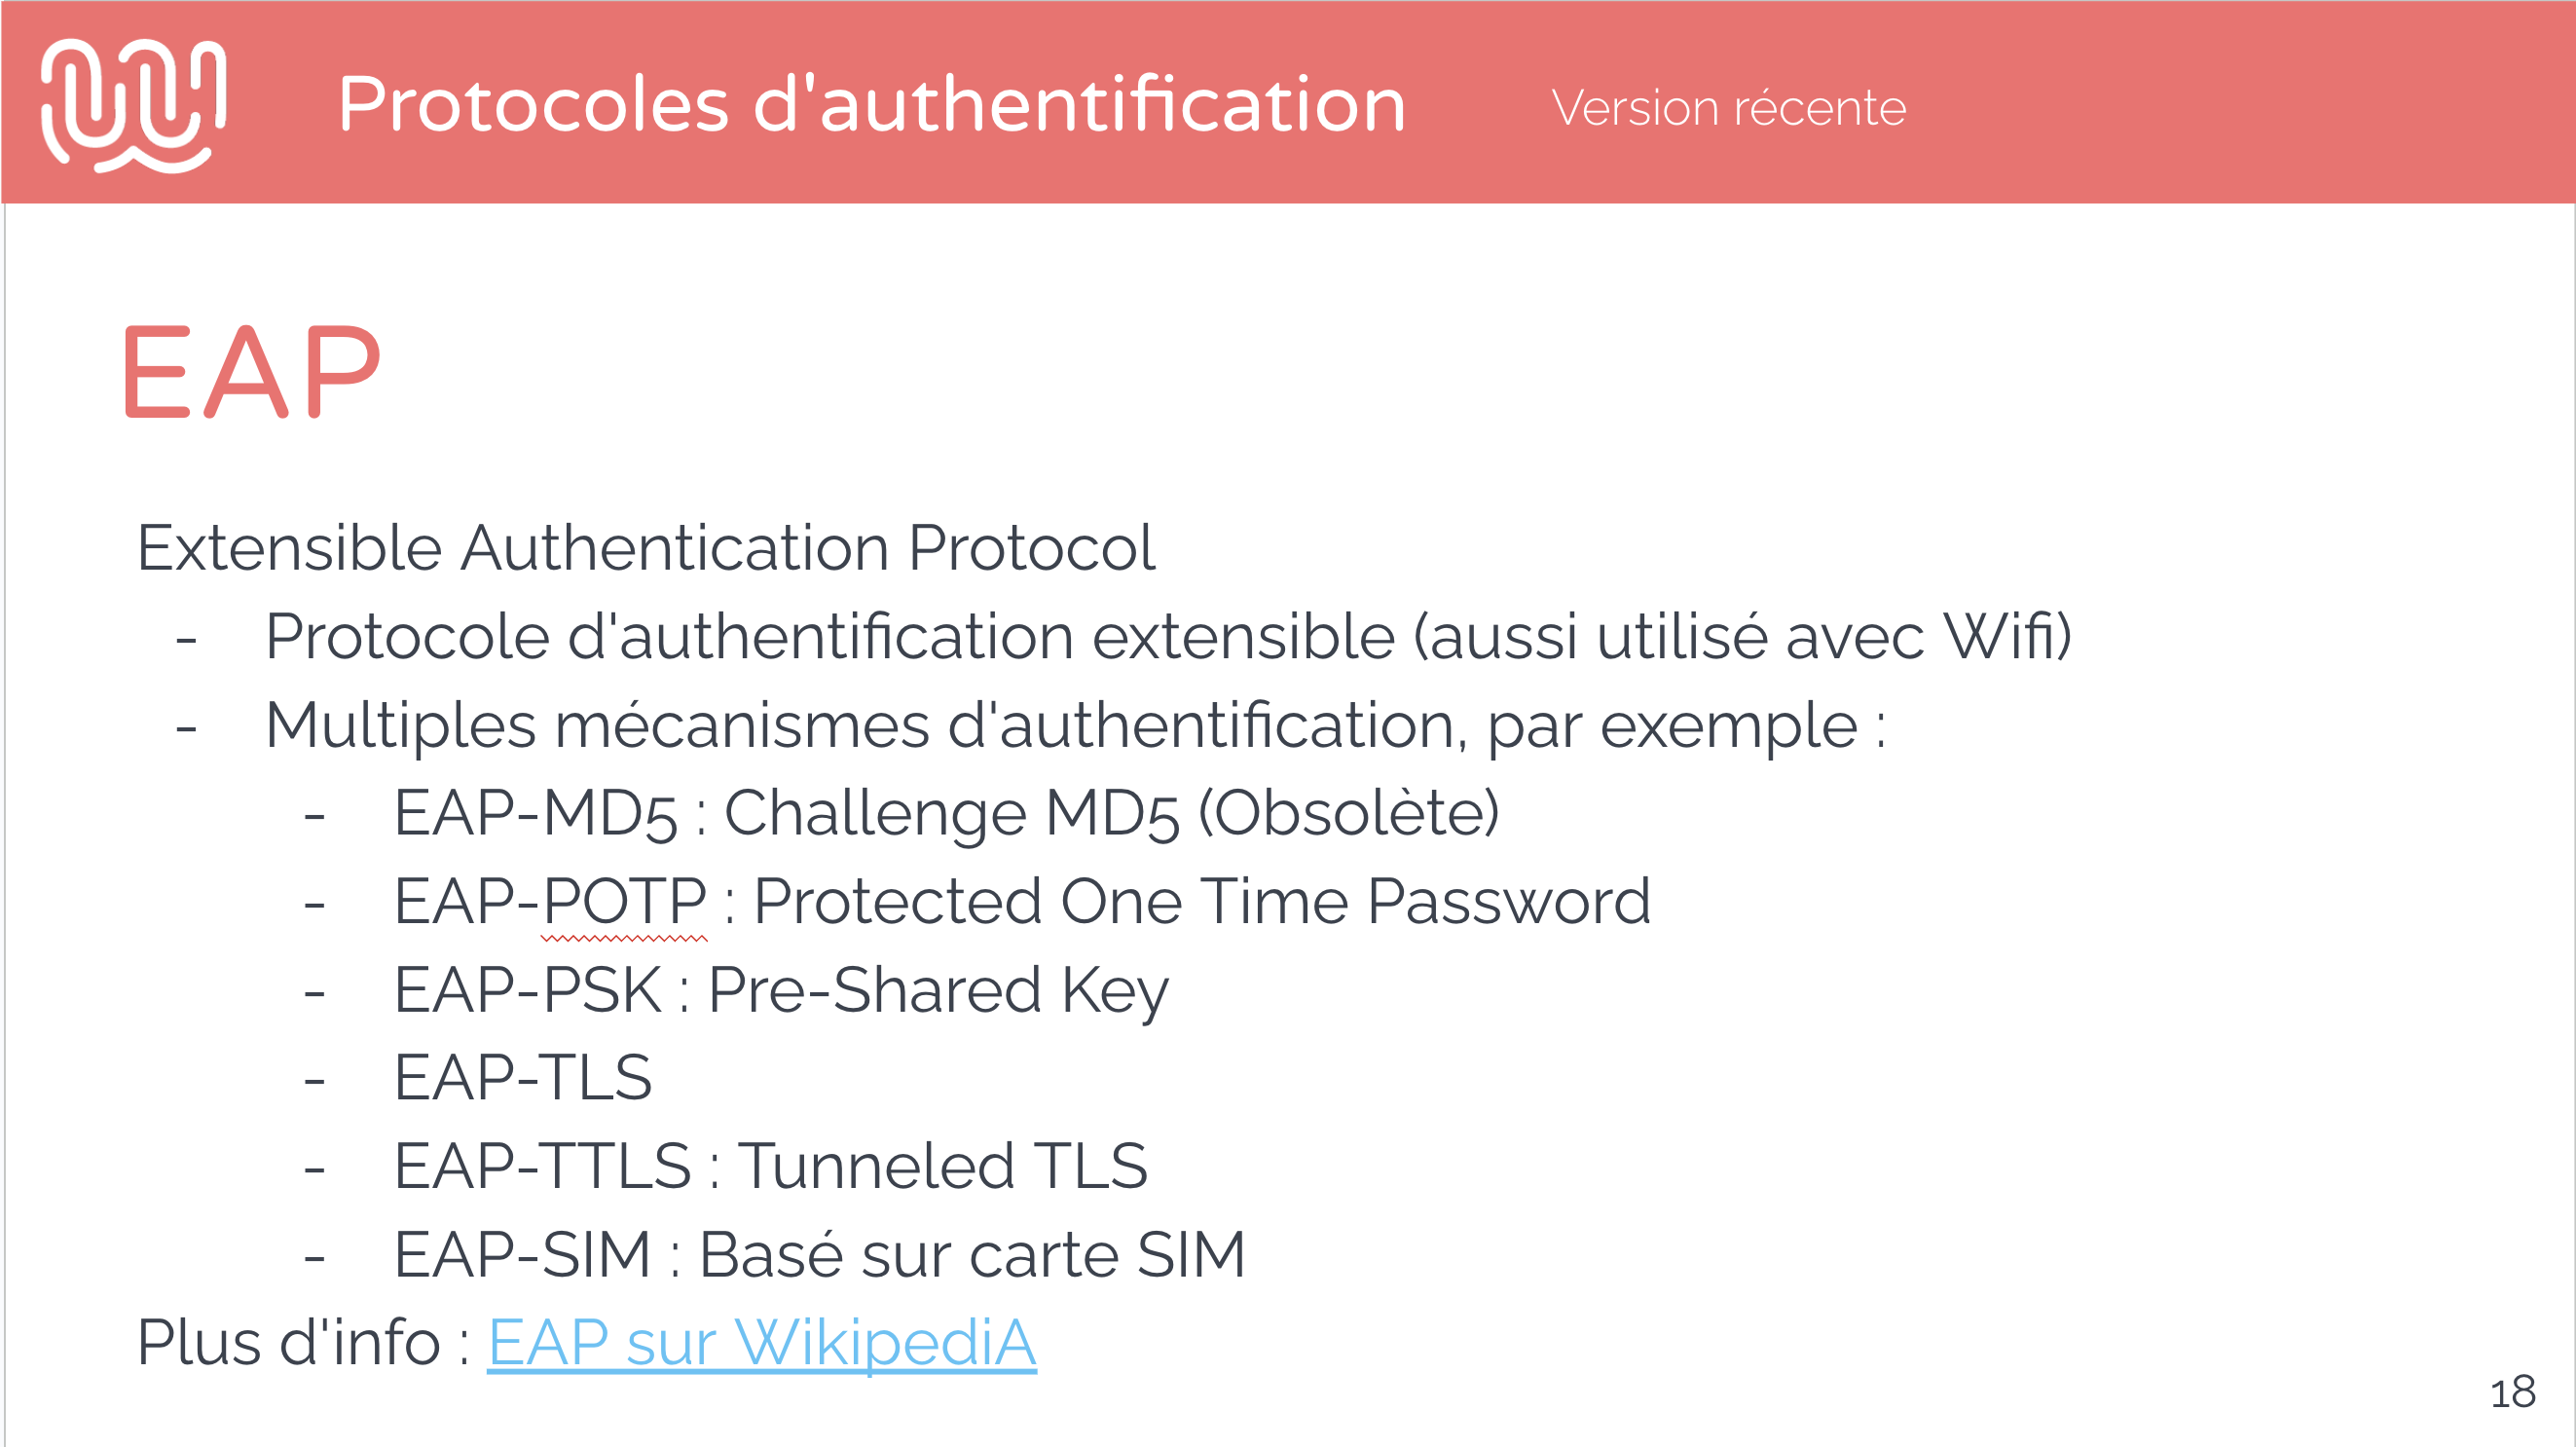 Protocoles d'authentification
Version récente
EAP
Extensible Authentication Protocol
- Protocole d'authentification extensible (aussi utilisé avec Wifi)
- Multiples mécanismes d'authentification, par exemple :
- EAP-MD5 : Challenge MD5 (Obsolète)
- EAP-POTP : Protected One Time Password
- EAP-PSK : Pre-Shared Key
- EAP-TLS
- EAP-TTLS : Tunneled TLS
- EAP-SIM : Basé sur carte SIM
Plus d'info : EAP sur WikipediA
18